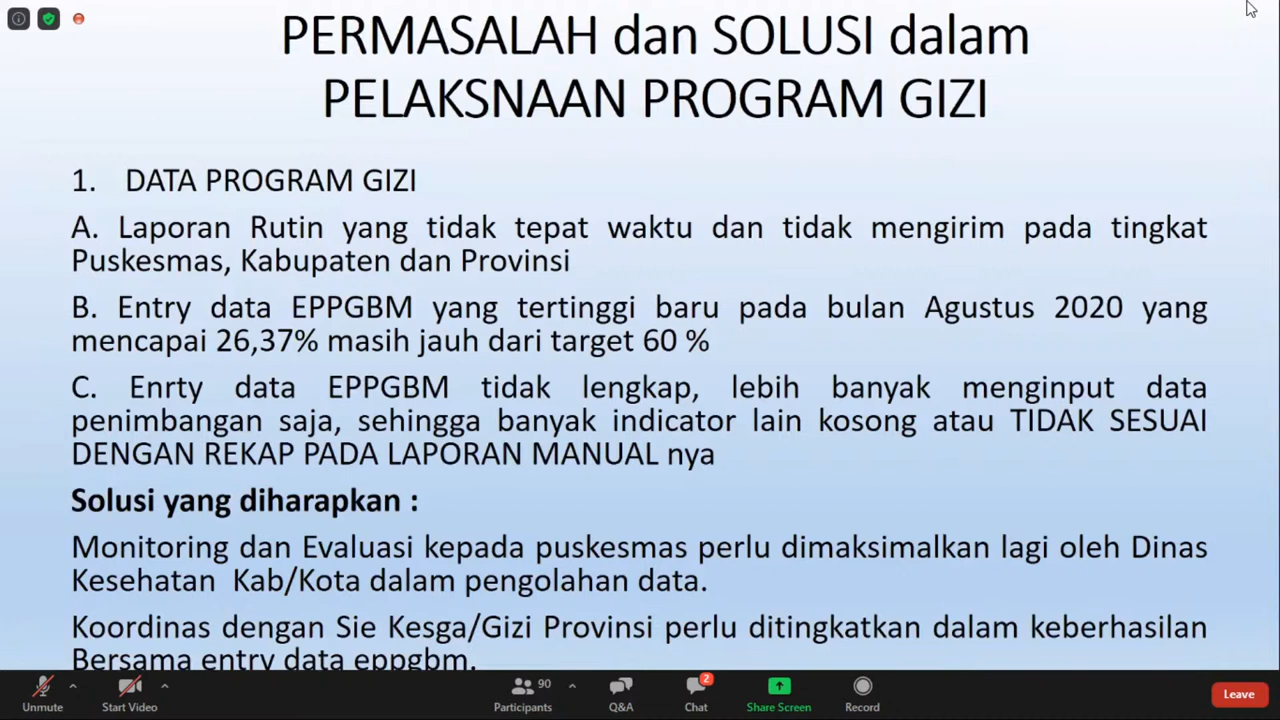 PERMASALAH dan SOLUSI dalam
PELAKSNAAN PROGRAM GIZI
1. DATA PROGRAM GIZI
A. Laporan Rutin yang tidak tepat waktu dan tidak mengirim pada tingkat
Puskesmas, Kabupaten dan Provinsi
B. Entry data EPPGBM yang tertinggi baru pada bulan Agustus 2020 yang
mencapai 26,37% masih jauh dari target 60 %
C. Enrty data EPPGBM tidak lengkap, lebih banyak menginput data
penimbangan saja, sehingga banyak indicator lain kosong atau TIDAK SESUAI
DENGAN REKAP PADA LAPORAN MANUAL nya
Solusi yang diharapkan :
Monitoring dan Evaluasi kepada puskesmas perlu dimaksimalkan lagi oleh Dinas
Kesehatan Kab/Kota dalam pengolahan data.
Koordinas dengan Sie Kesga/Gizi Provinsi perlu ditingkatkan dalam keberhasilan
Bersama entry data eppgbm.
Unmute
Start Video
90
Participants
Q&A
2
Chat
Share Screen
Record
Leave